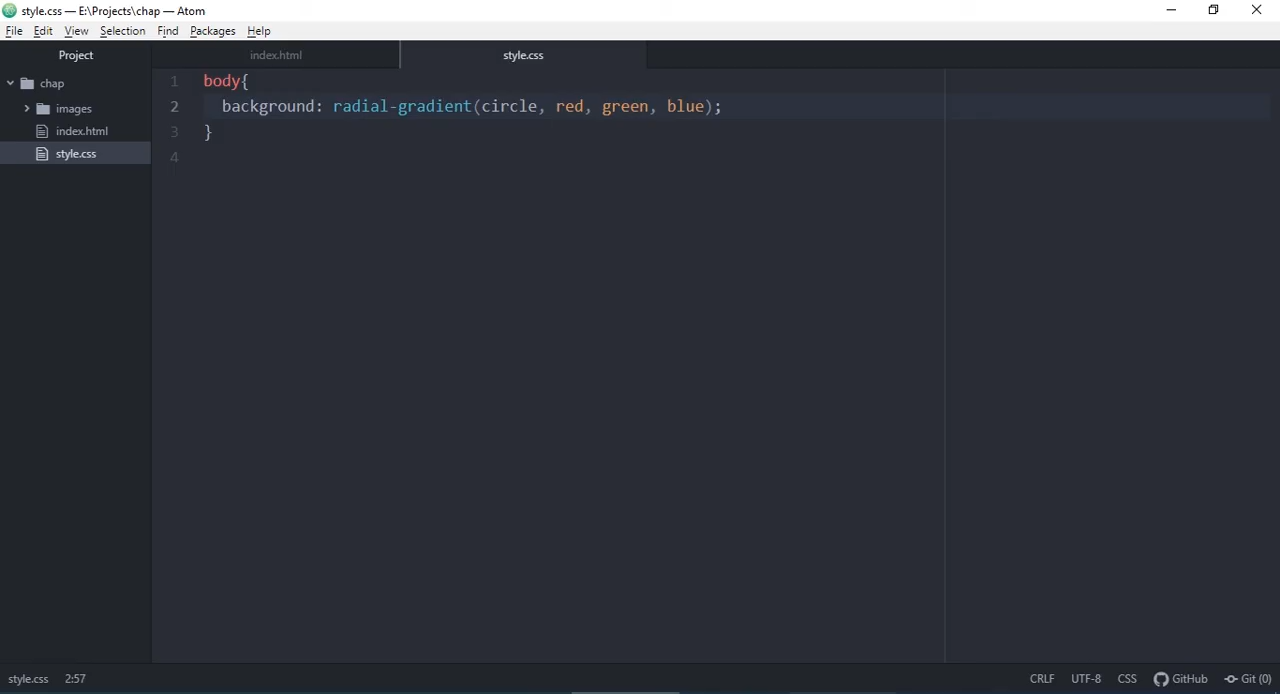 style.css — E:\Projects\chap — Atom
File Edit View Selection Find Packages Help
Project
index.html
style.css
chap
images
index.html
style.css
1 body{
2 background: radial-gradient(circle, red, green, blue);
3 }
4
style.css 2:57
CRLF UTF-8 CSS GitHub Git (0)